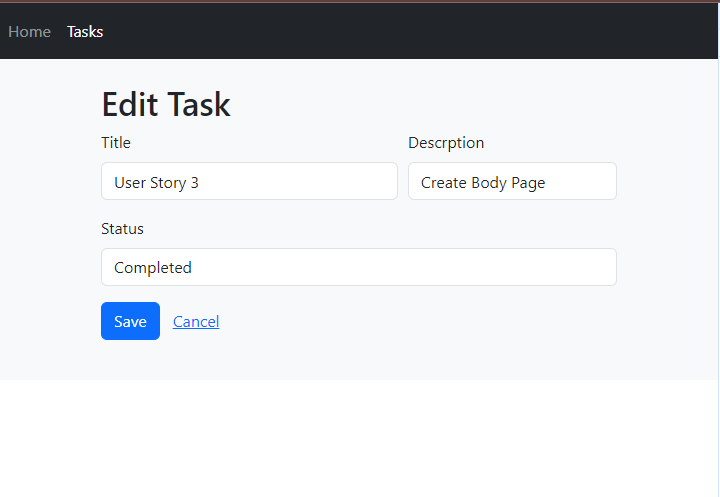 Home Tasks
Edit Task
Title Descrption
User Story 3 Create Body Page
Status
Completed
Save Cancel